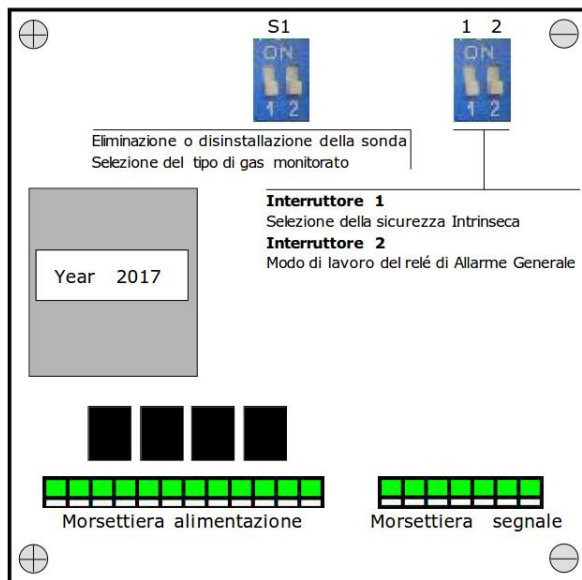 S1
1 2
ON
1 2
ON
1 2
Eliminazione o disinstallazione della sonda
Selezione del tipo di gas monitorato
Interruttore 1
Selezione della sicurezza Intrinseca
Interruttore 2
Modo di lavoro del relé di Allarme Generale
Year 2017
Morsettiera alimentazione
Morsettiera segnale